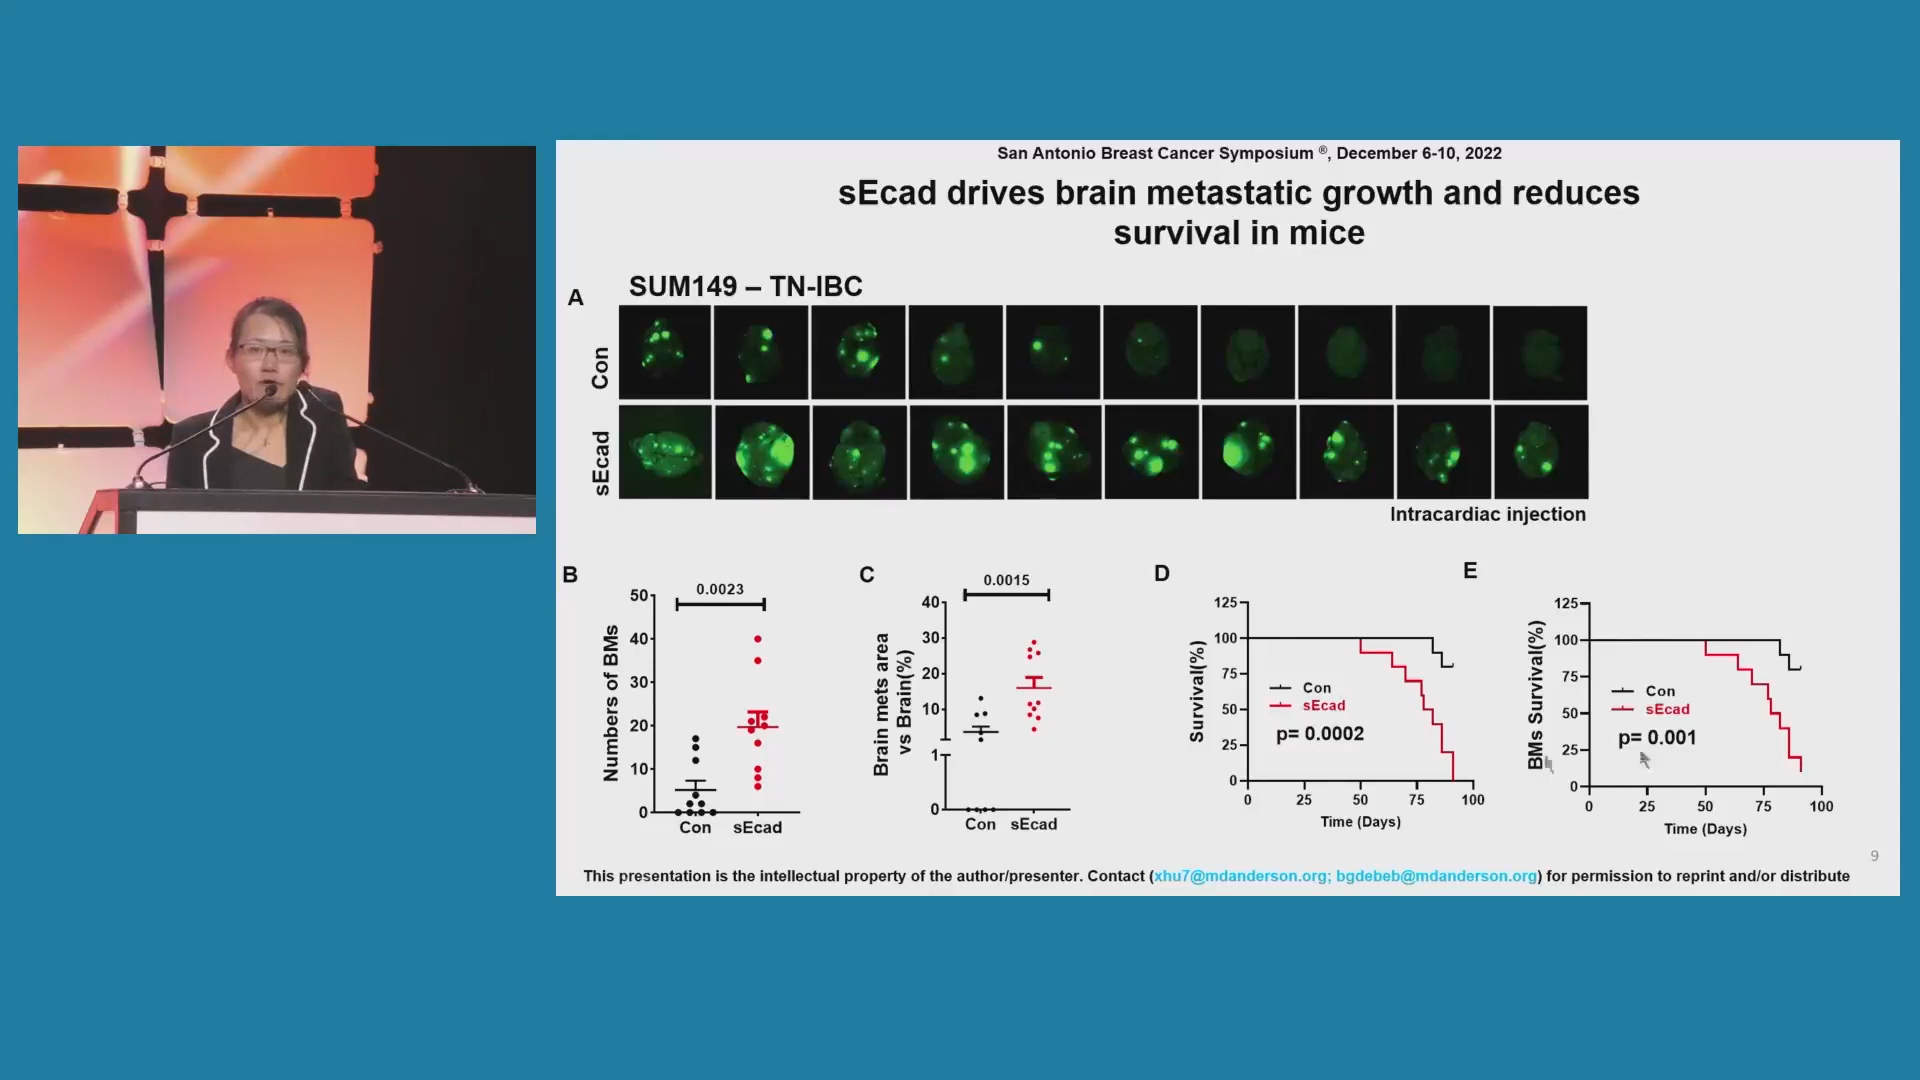 San Antonio Breast Cancer Symposium ®, December 6-10, 2022
sEcad drives brain metastatic growth and reduces
survival in mice
A
SUM149 – TN-IBC
Con
sEcad
Intracardiac injection
B
0.0023
Numbers of BMs
50
40
30
20
10
0
Con
sEcad
C
0.0015
Brain mets area
vs Brain(%)
40
30
20
10
1
0
Con
sEcad
D
Survival(%)
125
100
75
50
25
0
Con
sEcad
p= 0.0002
0 25 50 75 100
Time (Days)
E
BMs Survival(%)
125
100
75
50
25
0
Con
sEcad
p= 0.001
0 25 50 75 100
Time (Days)
9
This presentation is the intellectual property of the author/presenter. Contact (xhu7@mdanderson.org; bgdebeb@mdanderson.org) for permission to reprint and/or distribute